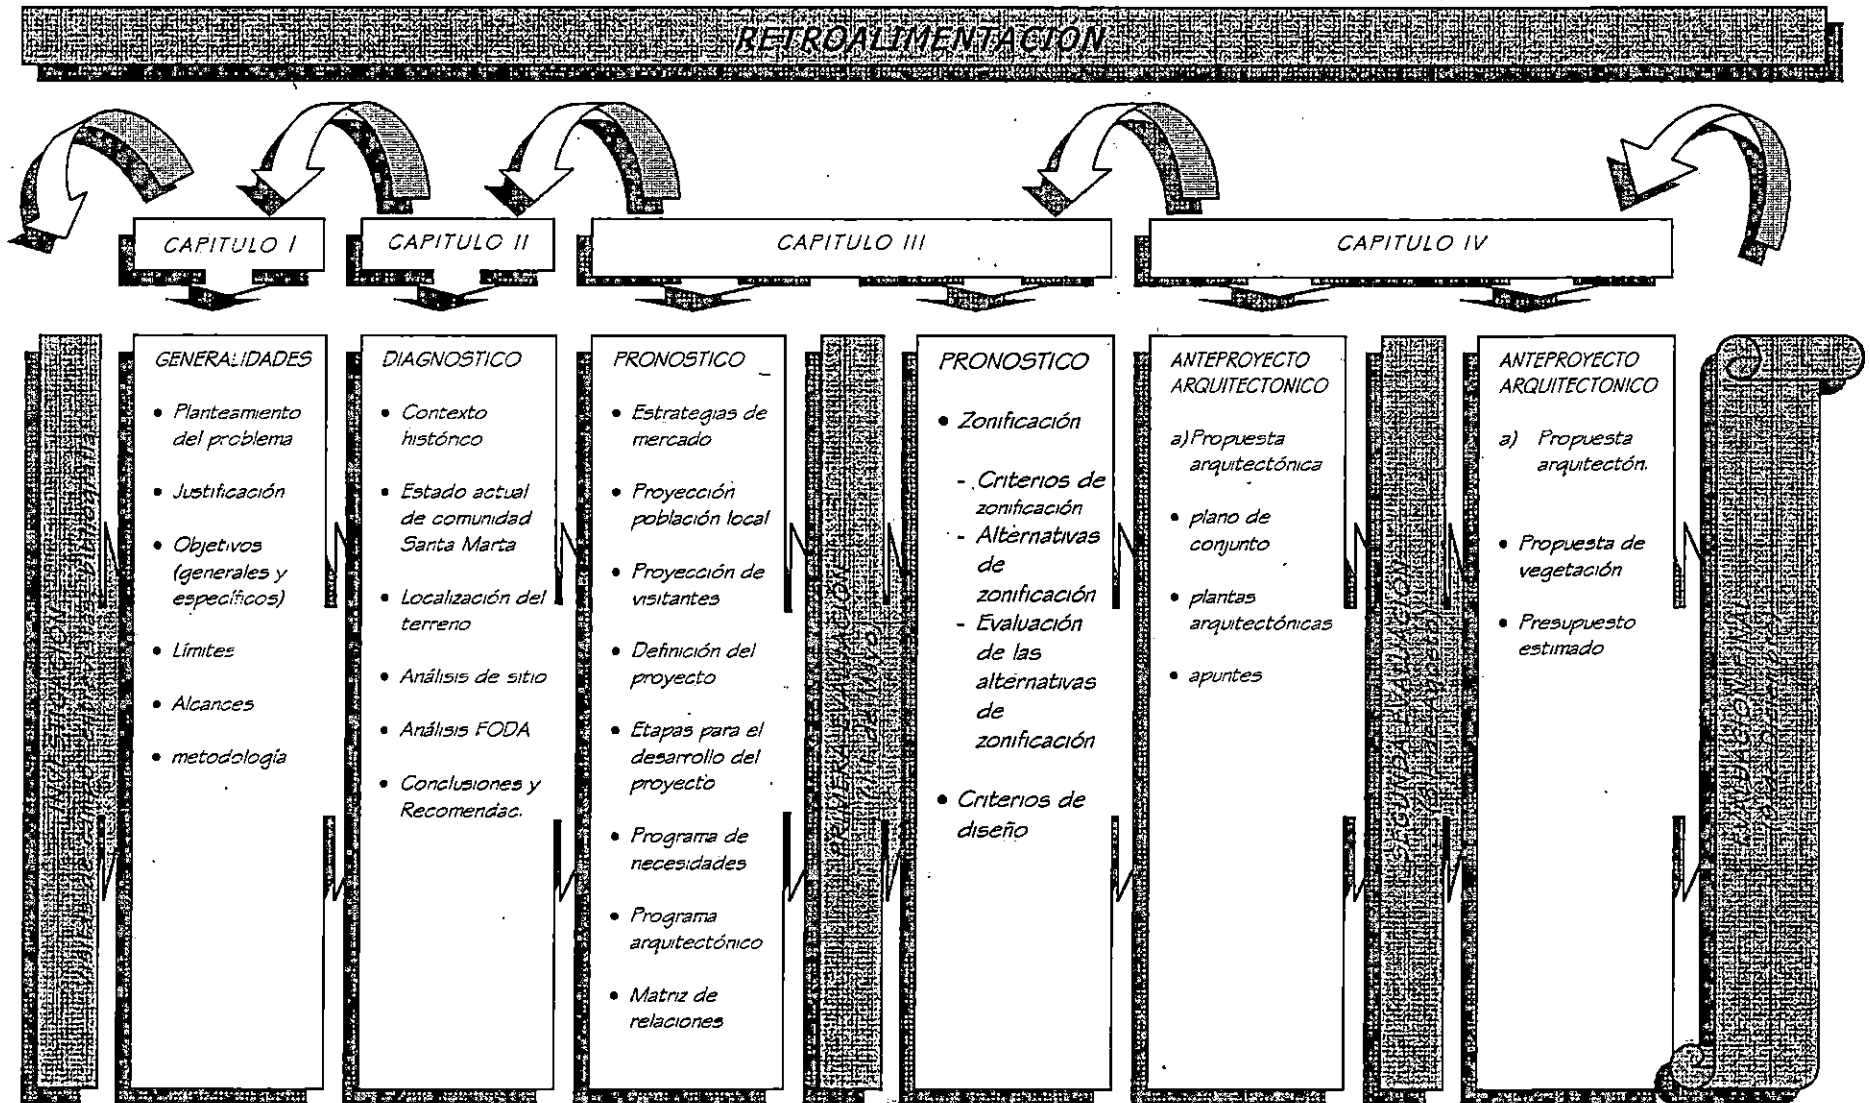 RETROALIMENTACION
CAPITULO I
CAPITULO II
CAPITULO III
CAPITULO IV
GENERALIDADES
• Planteamiento
del problema
• Justificación
• Objetivos
(generales y
específicos)
• Límites
• Alcances
• metodología
DIAGNOSTICO
• Contexto
histórico
• Estado actual
de comunidad
Santa Marta
• Localización del
terreno
• Análisis de sitio
• Análisis FODA
• Conclusiones y
Recomendac.
PRONOSTICO
• Estrategias de
mercado
• Proyección
población local
• Proyección de
visitantes
• Definición del
proyecto
• Etapas para el
desarrollo del
proyecto
• Programa de
necesidades
• Programa
arquitectónico
• Matriz de
relaciones
PRIMERA EVALUACION
PRONOSTICO
• Zonificación
- Criterios de
zonificación
- Alternativas
de
zonificación
- Evaluación
de las
alternativas
de
zonificación
• Criterios de
diseño
ANTEPROYECTO
ARQUITECTONICO
a) Propuesta
arquitectónica
• plano de
conjunto
• plantas
arquitectónicas
• apuntes
SEGUNDA EVALUACION
ANTEPROYECTO
ARQUITECTONICO
a) Propuesta
arquitectón.
• Propuesta de
vegetación
• Presupuesto
estimado